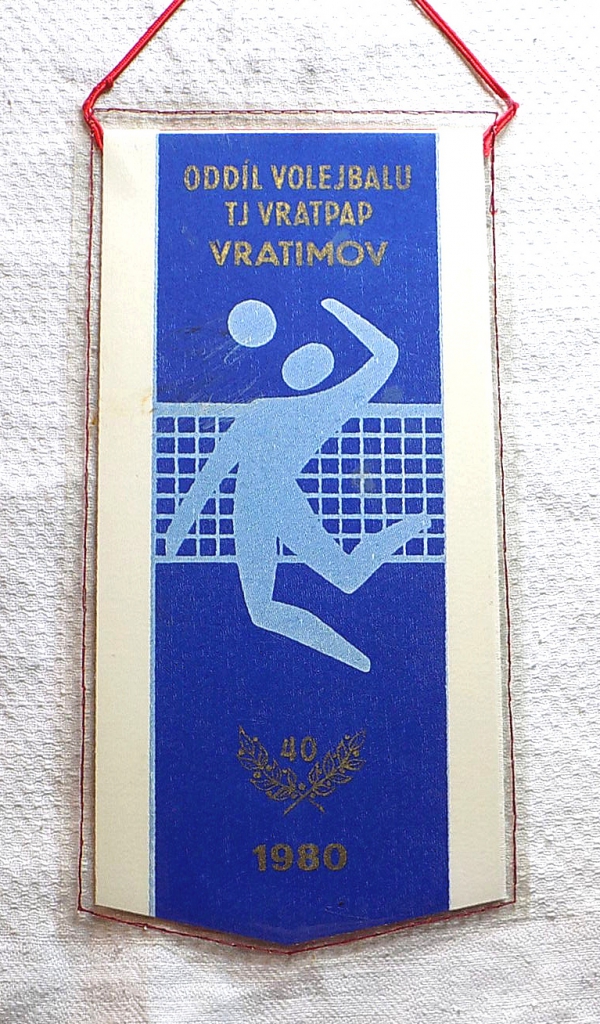 ODDÍL VOLEJBALU
TJ VRATPAP
VRATIMOV
40
1980